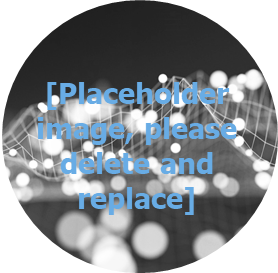 [Placeholder
image, please
delete and
replace]